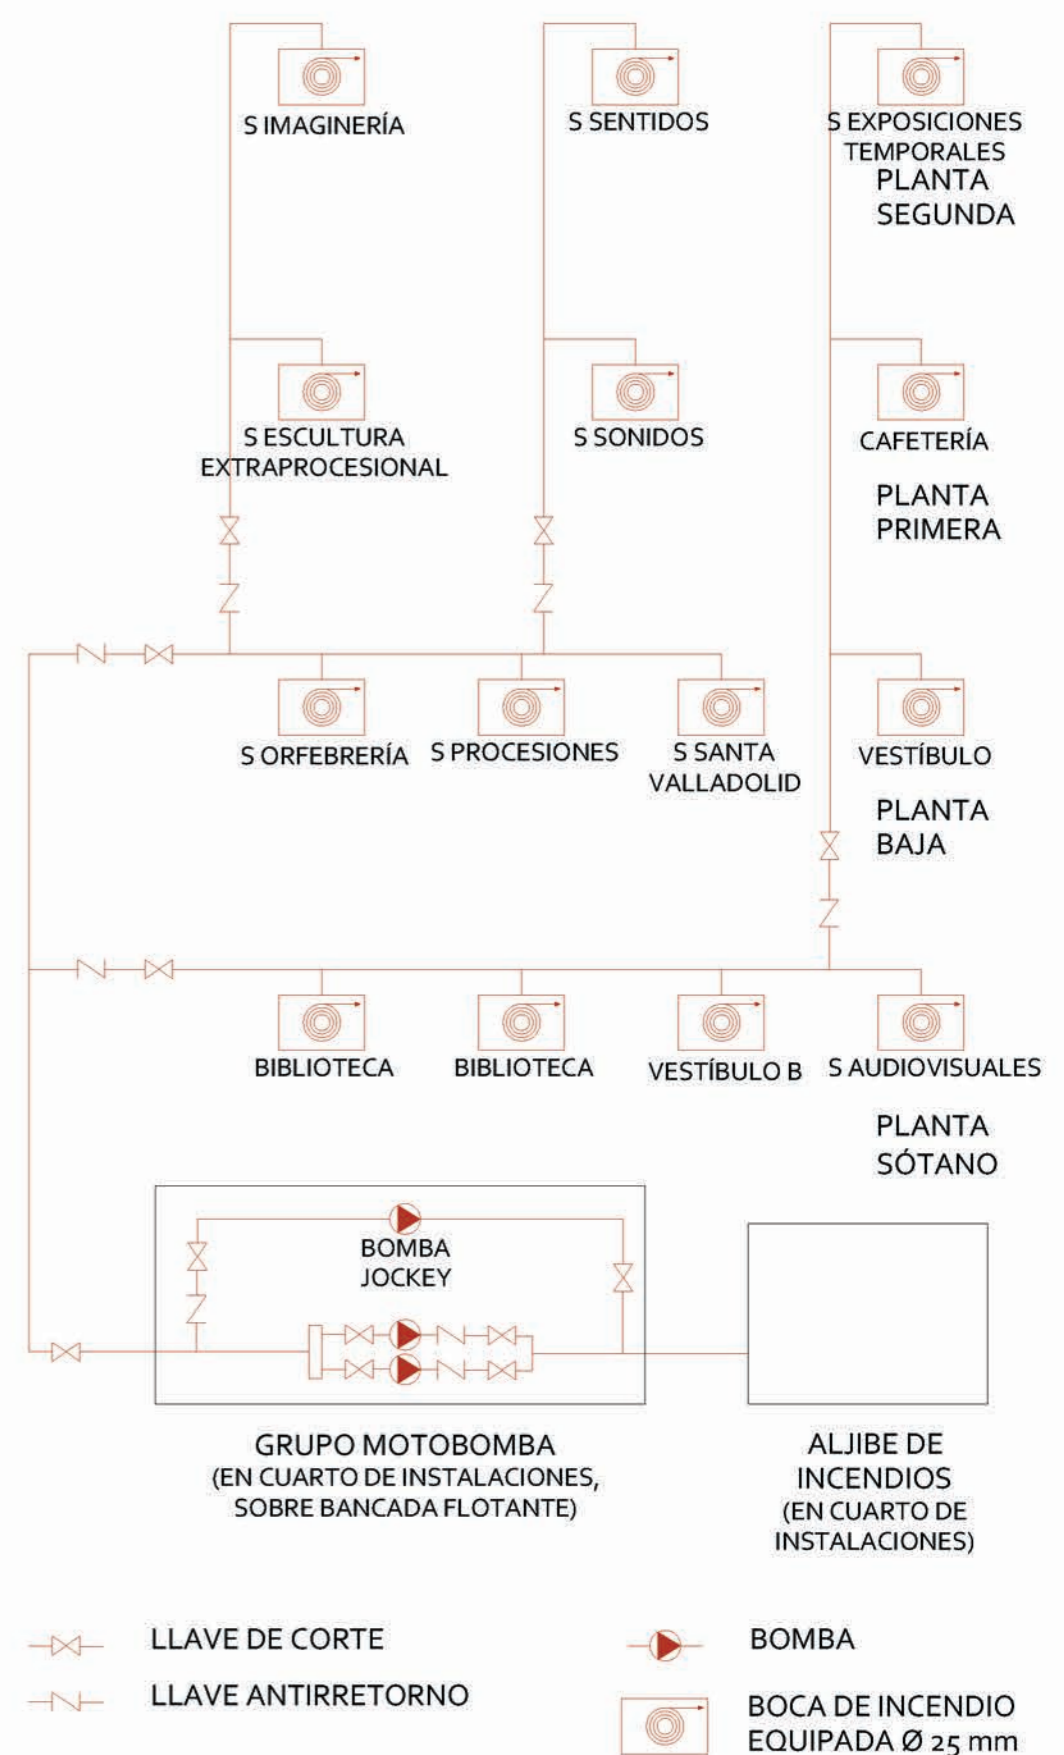 S IMAGINERÍA
S SENTIDOS
S EXPOSICIONES
TEMPORALES
PLANTA
SEGUNDA
S ESCULTURA
EXTRAPROCESIONAL
S SONIDOS
CAFETERÍA
PLANTA
PRIMERA
S ORFEBRERÍA
S PROCESIONES
S SANTA
VALLADOLID
VESTÍBULO
PLANTA
BAJA
BIBLIOTECA
BIBLIOTECA
VESTÍBULO B
S AUDIOVISUALES
PLANTA
SÓTANO
BOMBA
JOCKEY
GRUPO MOTOBOMBA
(EN CUARTO DE INSTALACIONES,
SOBRE BANCADA FLOTANTE)
ALJIBE DE
INCENDIOS
(EN CUARTO DE
INSTALACIONES)
LLAVE DE CORTE
LLAVE ANTIRRETORNO
BOMBA
BOCA DE INCENDIO
EQUIPADA Ø 25 mm